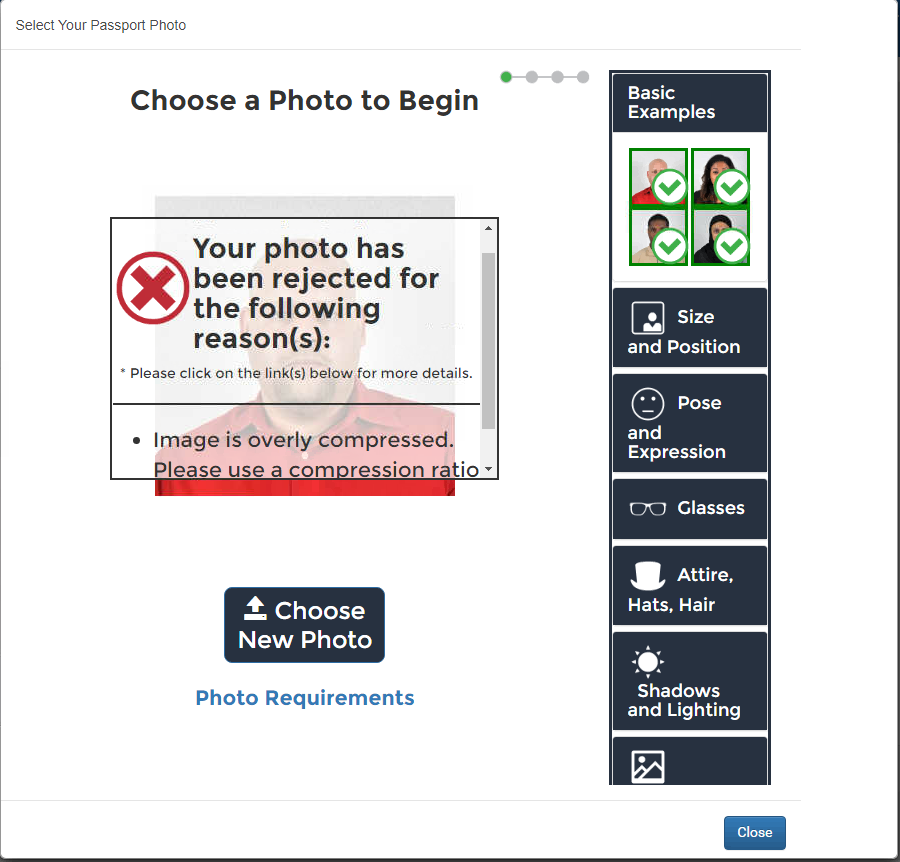 Select Your Passport Photo
Choose a Photo to Begin
Your photo has
been rejected for
the following
reason(s):
* Please click on the link(s) below for more details.
• Image is overly compressed.
Please use a compression ratio
Choose
New Photo
Photo Requirements
Basic
Examples
Size
and Position
Pose
and
Expression
Glasses
Attire,
Hats, Hair
Shadows
and Lighting
Close